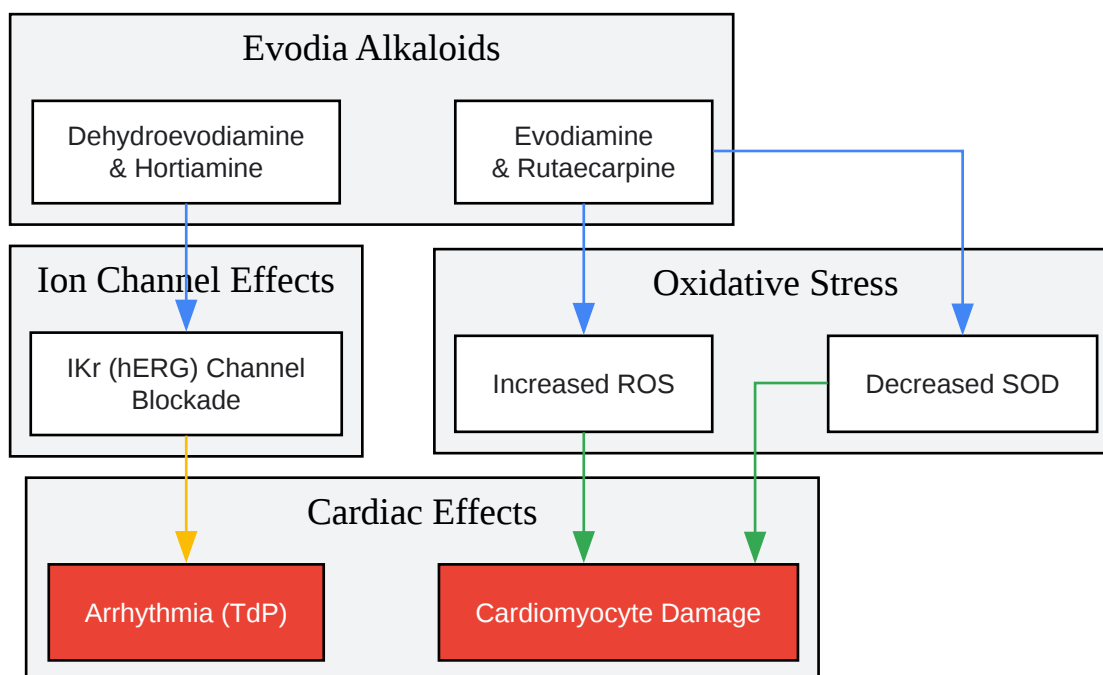 Evodia Alkaloids
Dehydroevodiamine
& Hortiamine
Evodiamine
& Rutaecarpine
Ion Channel Effects
Oxidative Stress
IKr (hERG) Channel
Blockade
Increased ROS
Decreased SOD
Cardiac Effects
Arrhythmia (TdP)
Cardiomyocyte Damage